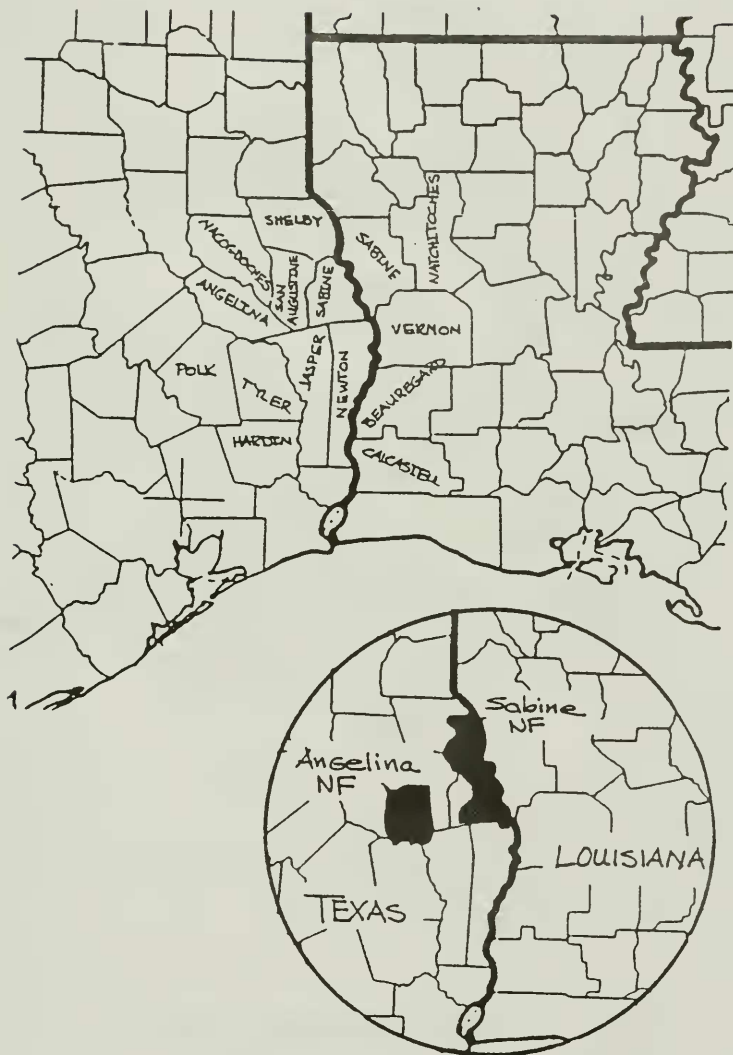 SHELBY
NACOGDOCHES
SAN
AUGUSTINE
SABINE
ANGELINA
SABINE
NATCHITOCHES
VERNON
JASPER
NEWTON
POLK
TYLER
BEAUREGARD
HARDIN
CALCASIELL
Sabine
NF
Angelina
NF
LOUISIANA
TEXAS